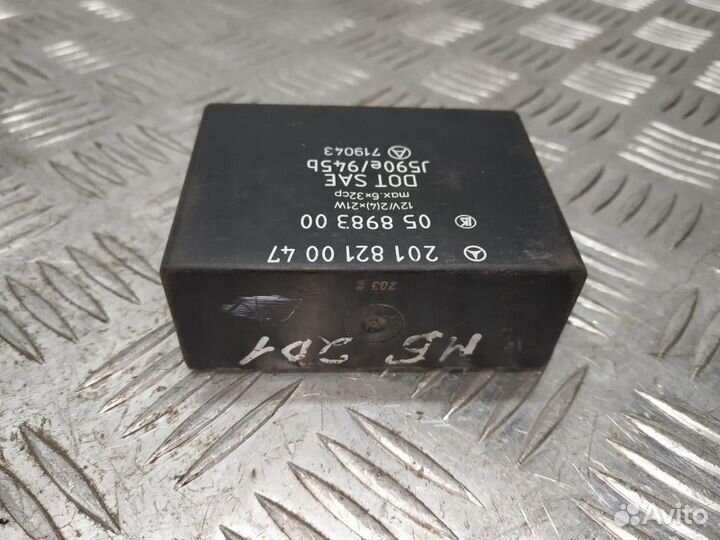 201 821 00 47
05 8983 00
12V/2(4)x21W
max.6x32cp
DOT SAE
J590e/945b
719043
203
МБ 201
Avito